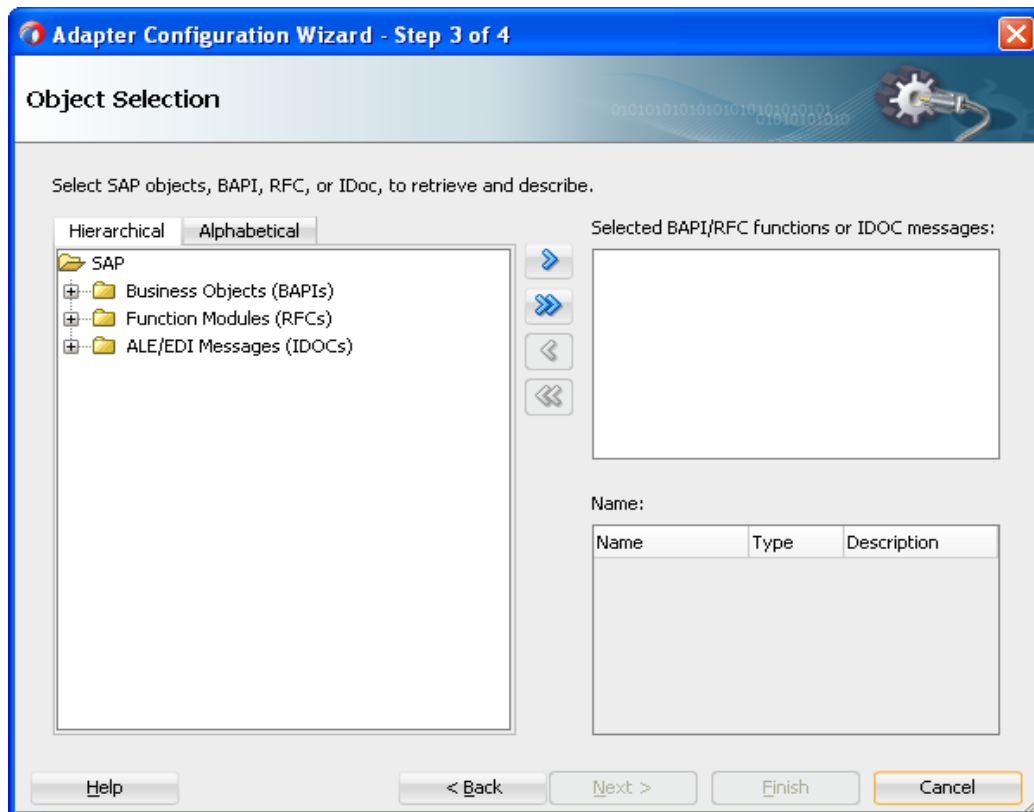 Adapter Configuration Wizard - Step 3 of 4
Object Selection
0101010101010101010101010101
01010101010
Select SAP objects, BAPI, RFC, or IDoc, to retrieve and describe.
Hierarchical
Alphabetical
SAP
Business Objects (BAPIs)
Function Modules (RFCs)
ALE/EDI Messages (IDOCs)
Selected BAPI/RFC functions or IDOC messages:
Name:
Name Type Description
Help
< Back
Next >
Finish
Cancel